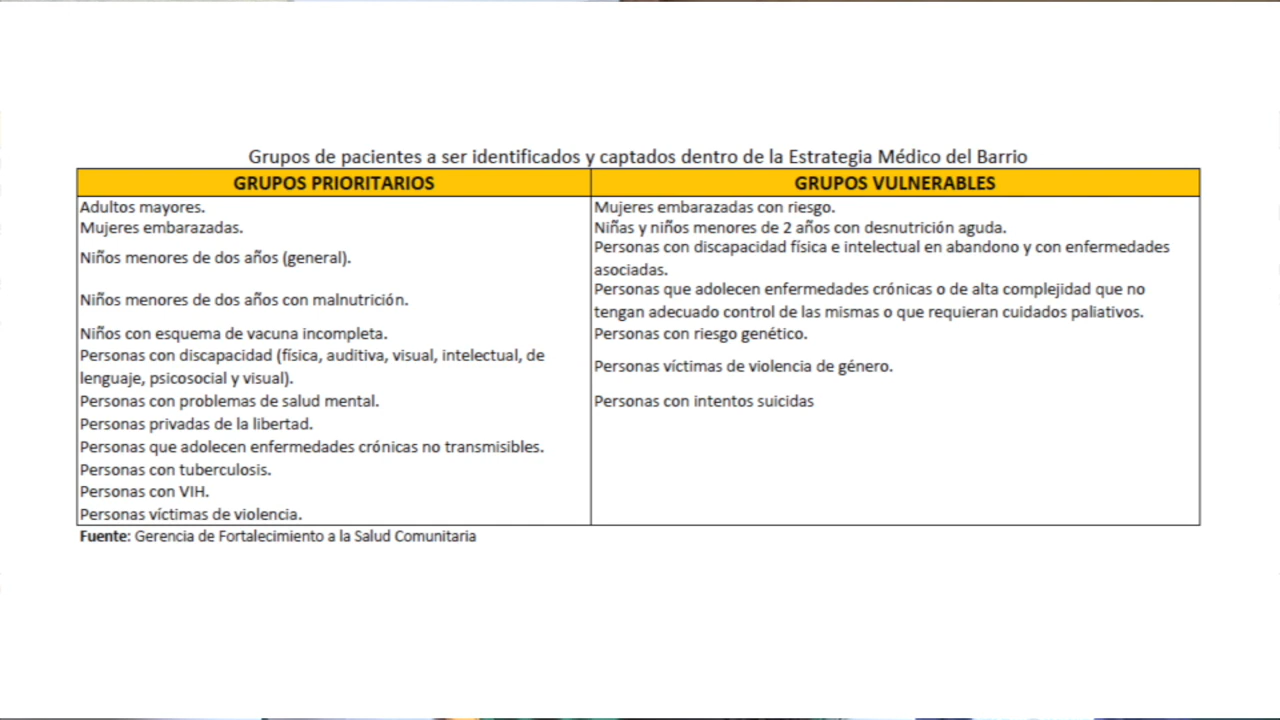 Grupos de pacientes a ser identificados y captados dentro de la Estrategia Médico del Barrio
GRUPOS PRIORITARIOS
Adultos mayores.
Mujeres embarazadas.
Niños menores de dos años (general).
Niños menores de dos años con malnutrición.
Niños con esquema de vacuna incompleta.
Personas con discapacidad (física, auditiva, visual, intelectual, de
lenguaje, psicosocial y visual).
Personas con problemas de salud mental.
Personas privadas de la libertad.
Personas que adolecen enfermedades crónicas no transmisibles.
Personas con tuberculosis.
Personas con VIH.
Personas víctimas de violencia.
GRUPOS VULNERABLES
Mujeres embarazadas con riesgo.
Niñas y niños menores de 2 años con desnutrición aguda.
Personas con discapacidad física e intelectual en abandono y con enfermedades
asociadas.
Personas que adolecen enfermedades crónicas o de alta complejidad que no
tengan adecuado control de las mismas o que requieran cuidados paliativos.
Personas con riesgo genético.
Personas víctimas de violencia de género.
Personas con intentos suicidas
Fuente: Gerencia de Fortalecimiento a la Salud Comunitaria